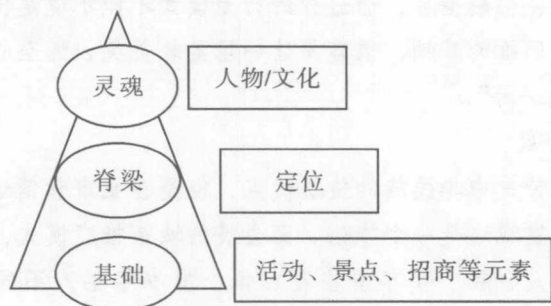 灵魂
人物/文化
脊梁
定位
基础
活动、景点、招商等元素